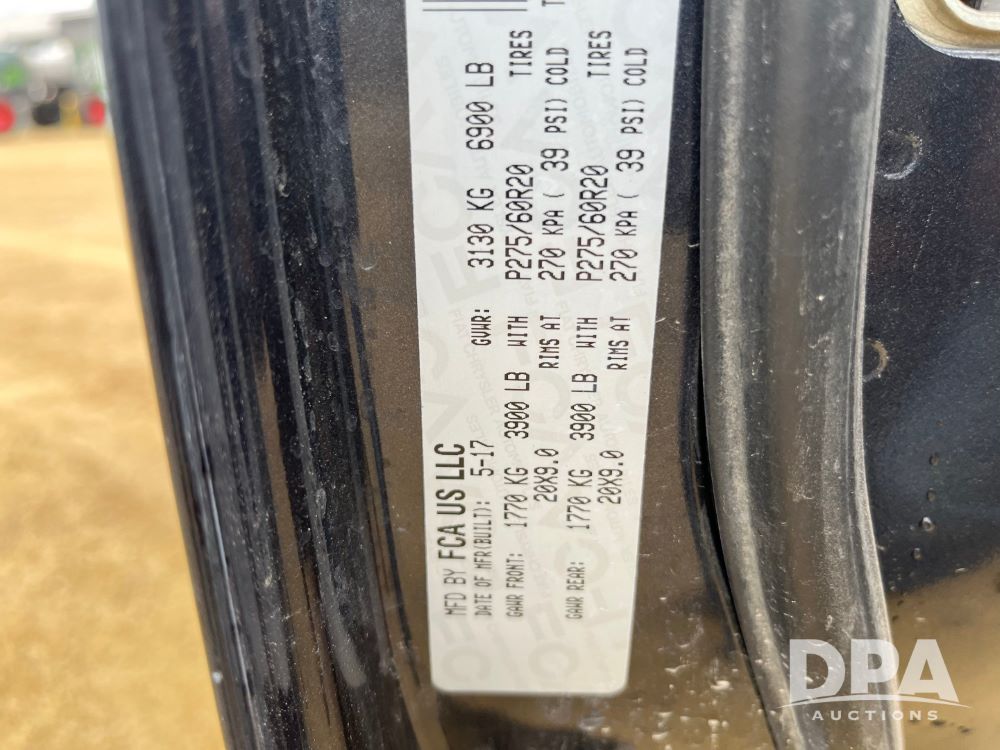 MFD BY FCA US LLC
DATE OF MFR(BUILT): 5-17 GVWR: 3130 KG 6900 LB
GAWR FRONT: 1770 KG 3900 LB WITH P275/60R20 TIRES
20X9.0 RIMS AT 270 KPA ( 39 PSI) COLD
GAWR REAR: 1770 KG 3900 LB WITH P275/60R20 TIRES
20X9.0 RIMS AT 270 KPA ( 39 PSI) COLD
DPA
AUCTIONS